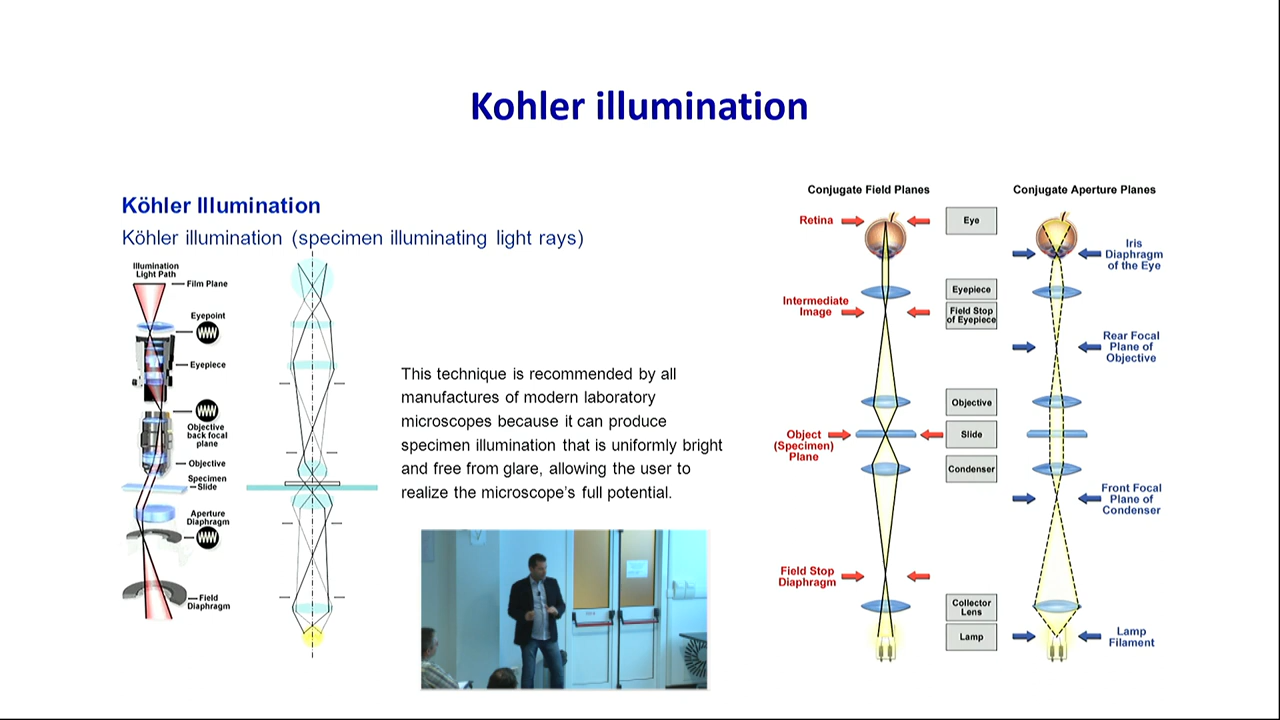 Kohler illumination
Köhler Illumination
Köhler illumination (specimen illuminating light rays)
Illumination
Light Path
Film Plane
Eyepoint
Eyepiece
Objective
back focal
plane
Objective
Specimen
Slide
Aperture
Diaphragm
Field
Diaphragm
This technique is recommended by all
manufactures of modern laboratory
microscopes because it can produce
specimen illumination that is uniformly bright
and free from glare, allowing the user to
realize the microscope's full potential.
Conjugate Field Planes
Retina
Intermediate
Image
Object
(Specimen)
Plane
Field Stop
Diaphragm
Eye
Eyepiece
Field Stop
of Eyepiece
Objective
Slide
Condenser
Collector
Lens
Lamp
Conjugate Aperture Planes
Iris
Diaphragm
of the Eye
Rear Focal
Plane of
Objective
Front Focal
Plane of
Condenser
Lamp
Filament